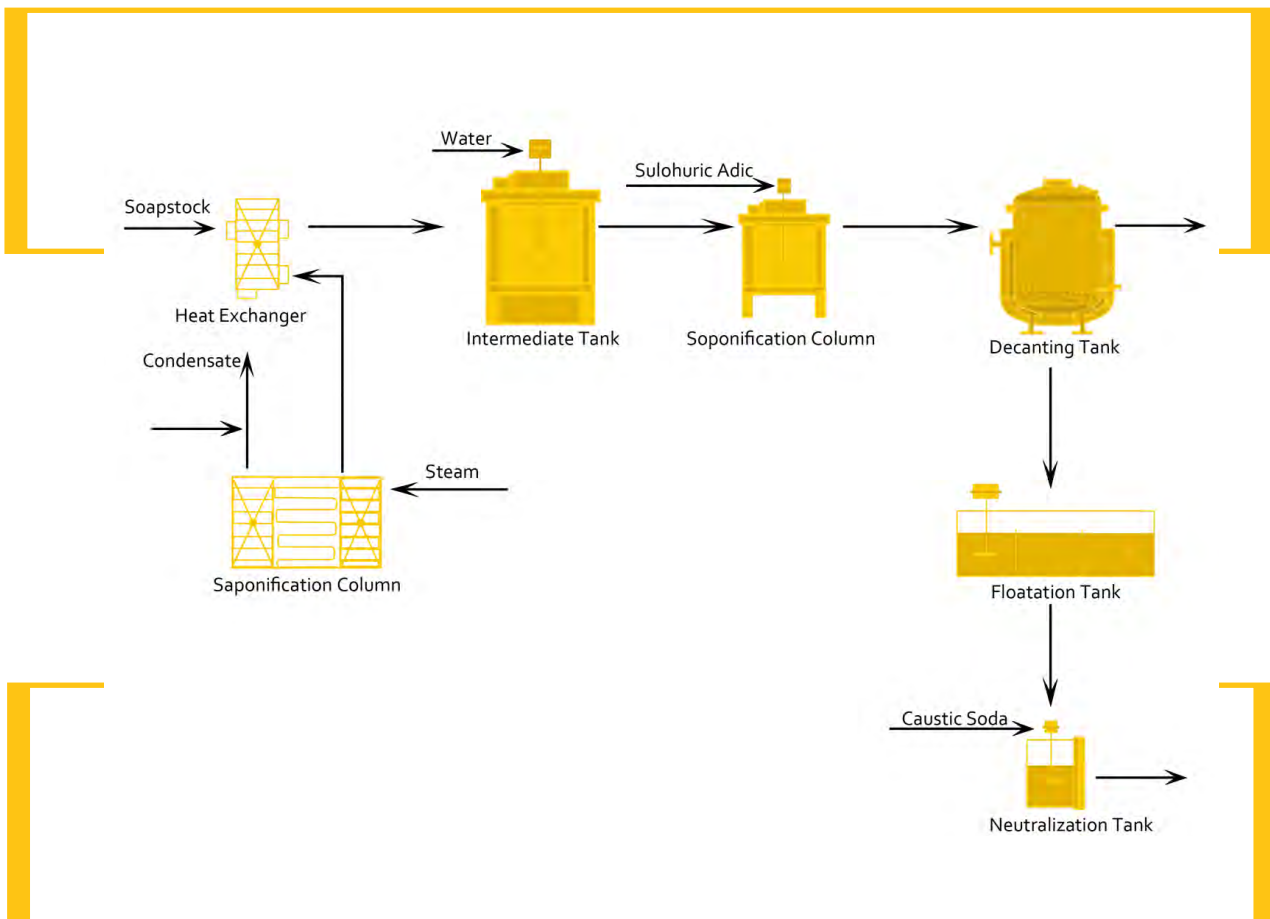 Water
Sulohuric Adic
Soapstock
Heat Exchanger
Intermediate Tank
Soponification Column
Decanting Tank
Condensate
Steam
Saponification Column
Floatation Tank
Caustic Soda
Neutralization Tank